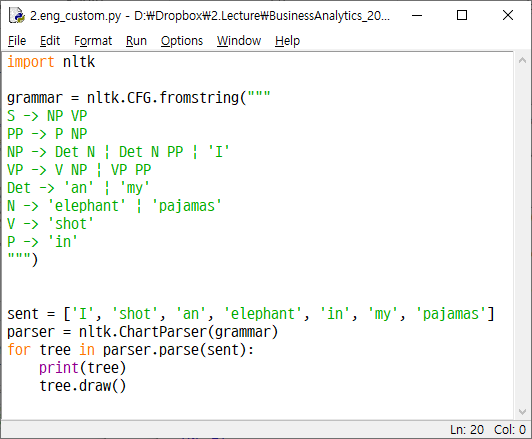 2.eng_custom.py - D:₩Dropbox₩2.Lecture₩BusinessAnalytics_20...
File Edit Format Run Options Window Help
import nltk
grammar = nltk.CFG.fromstring("""
S -> NP VP
PP -> P NP
NP -> Det N | Det N PP | 'I'
VP -> V NP | VP PP
Det -> 'an' | 'my'
N -> 'elephant' | 'pajamas'
V -> 'shot'
P -> 'in'
""")
sent = ['I', 'shot', 'an', 'elephant', 'in', 'my', 'pajamas']
parser = nltk.ChartParser(grammar)
for tree in parser.parse(sent):
    print(tree)
    tree.draw()
Ln: 20 Col: 0